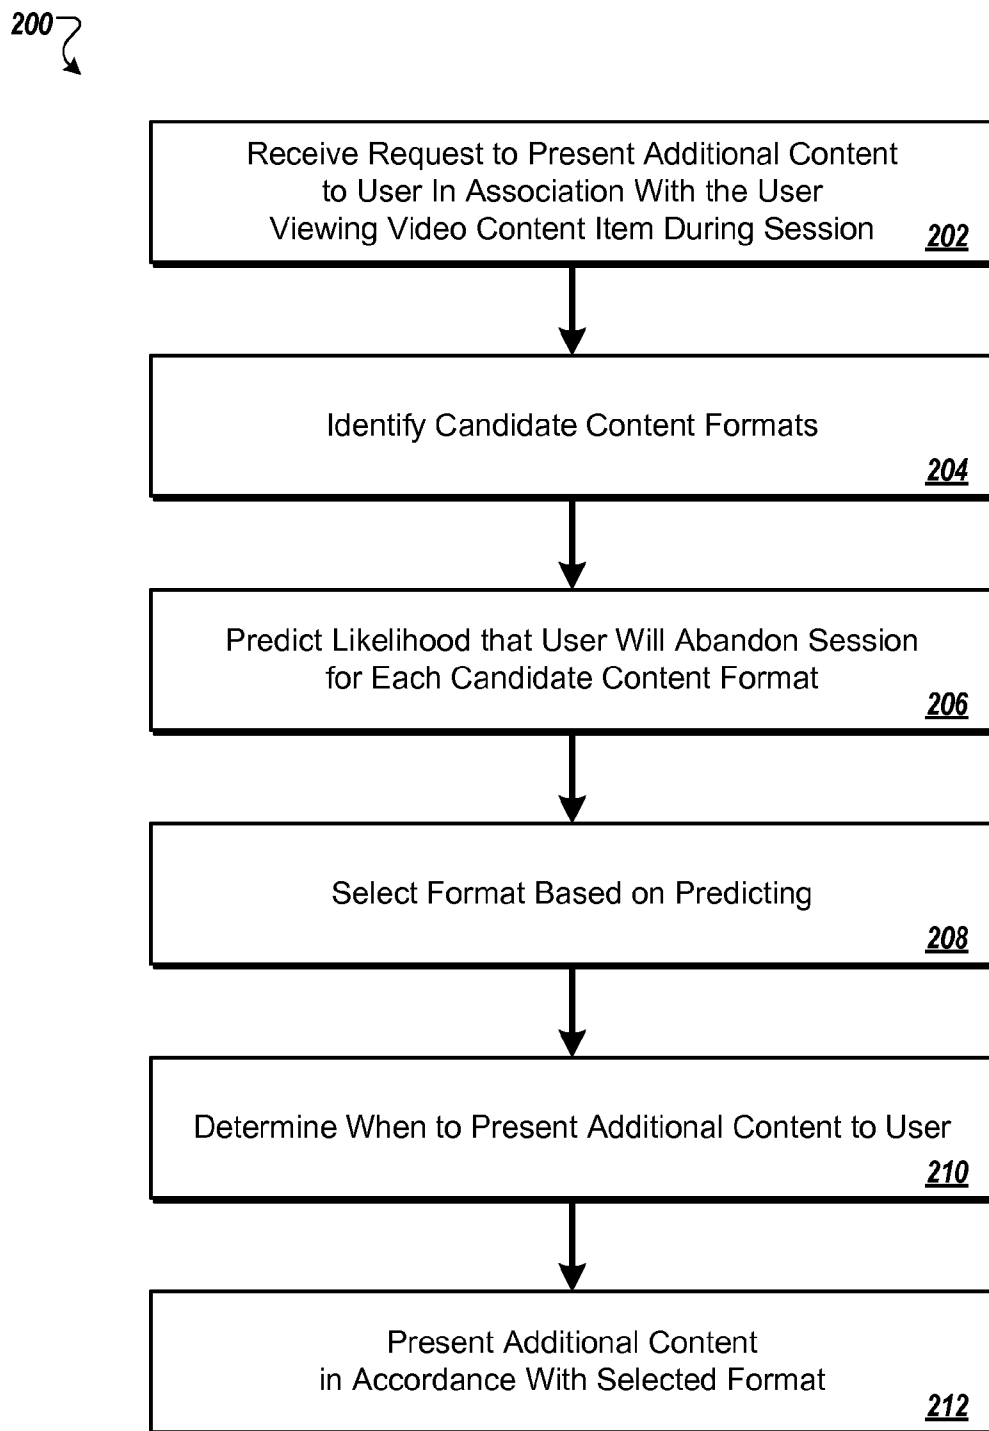 200
Receive Request to Present Additional Content
to User In Association With the User
Viewing Video Content Item During Session
202
Identify Candidate Content Formats
204
Predict Likelihood that User Will Abandon Session
for Each Candidate Content Format
206
Select Format Based on Predicting
208
Determine When to Present Additional Content to User
210
Present Additional Content
in Accordance With Selected Format
212